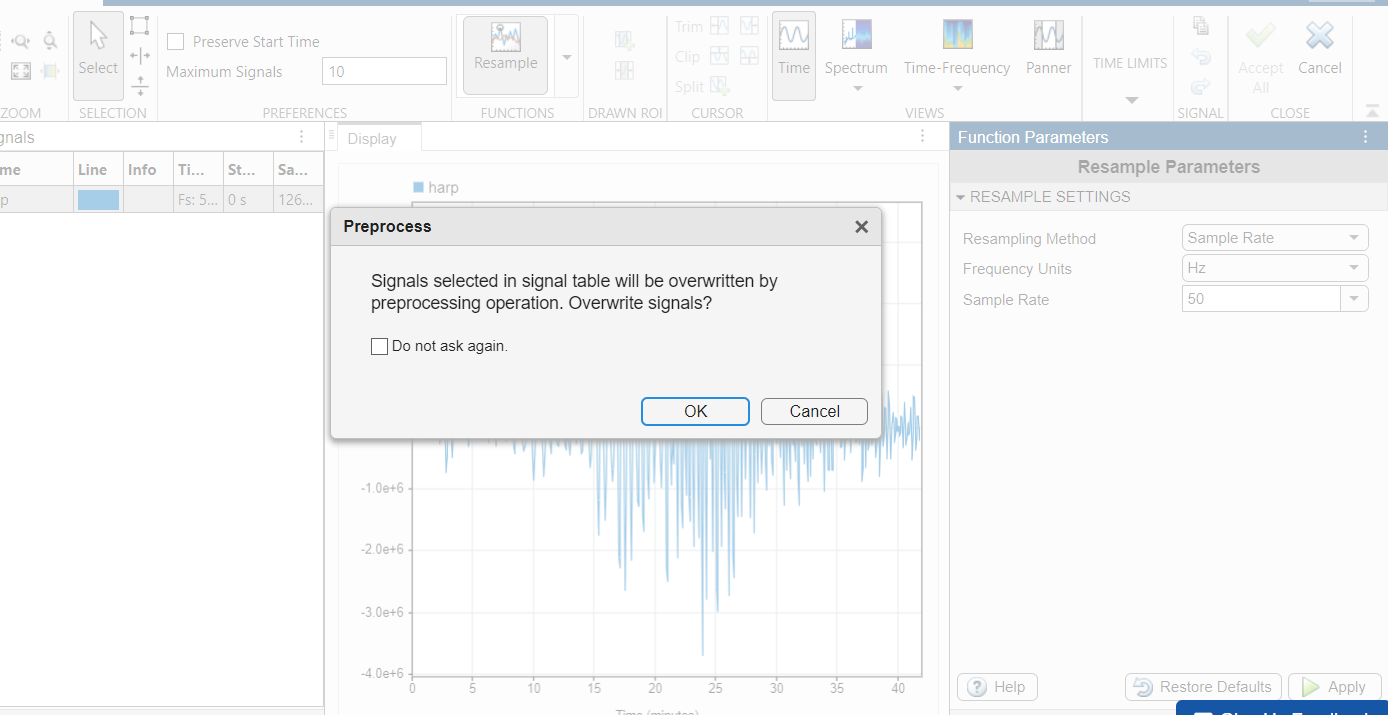 Select
Preserve Start Time
Maximum Signals 10
Resample
Trim
Clip
Split
Time
Spectrum
Time-Frequency
Panner
TIME LIMITS
Accept All
Cancel
ZOOM
SELECTION
PREFERENCES
FUNCTIONS
DRAWN ROI
CURSOR
VIEWS
SIGNAL
CLOSE
gnals
me Line Info Ti... St... Sa...
p Fs: 5... 0 s 126...
Display
harp
Preprocess
Signals selected in signal table will be overwritten by
preprocessing operation. Overwrite signals?
Do not ask again.
OK Cancel
-1.0e+6
-2.0e+6
-3.0e+6
-4.0e+6
0 5 10 15 20 25 30 35 40
Time (minutes)
Function Parameters
Resample Parameters
RESAMPLE SETTINGS
Resampling Method Sample Rate
Frequency Units Hz
Sample Rate 50
Help Restore Defaults Apply